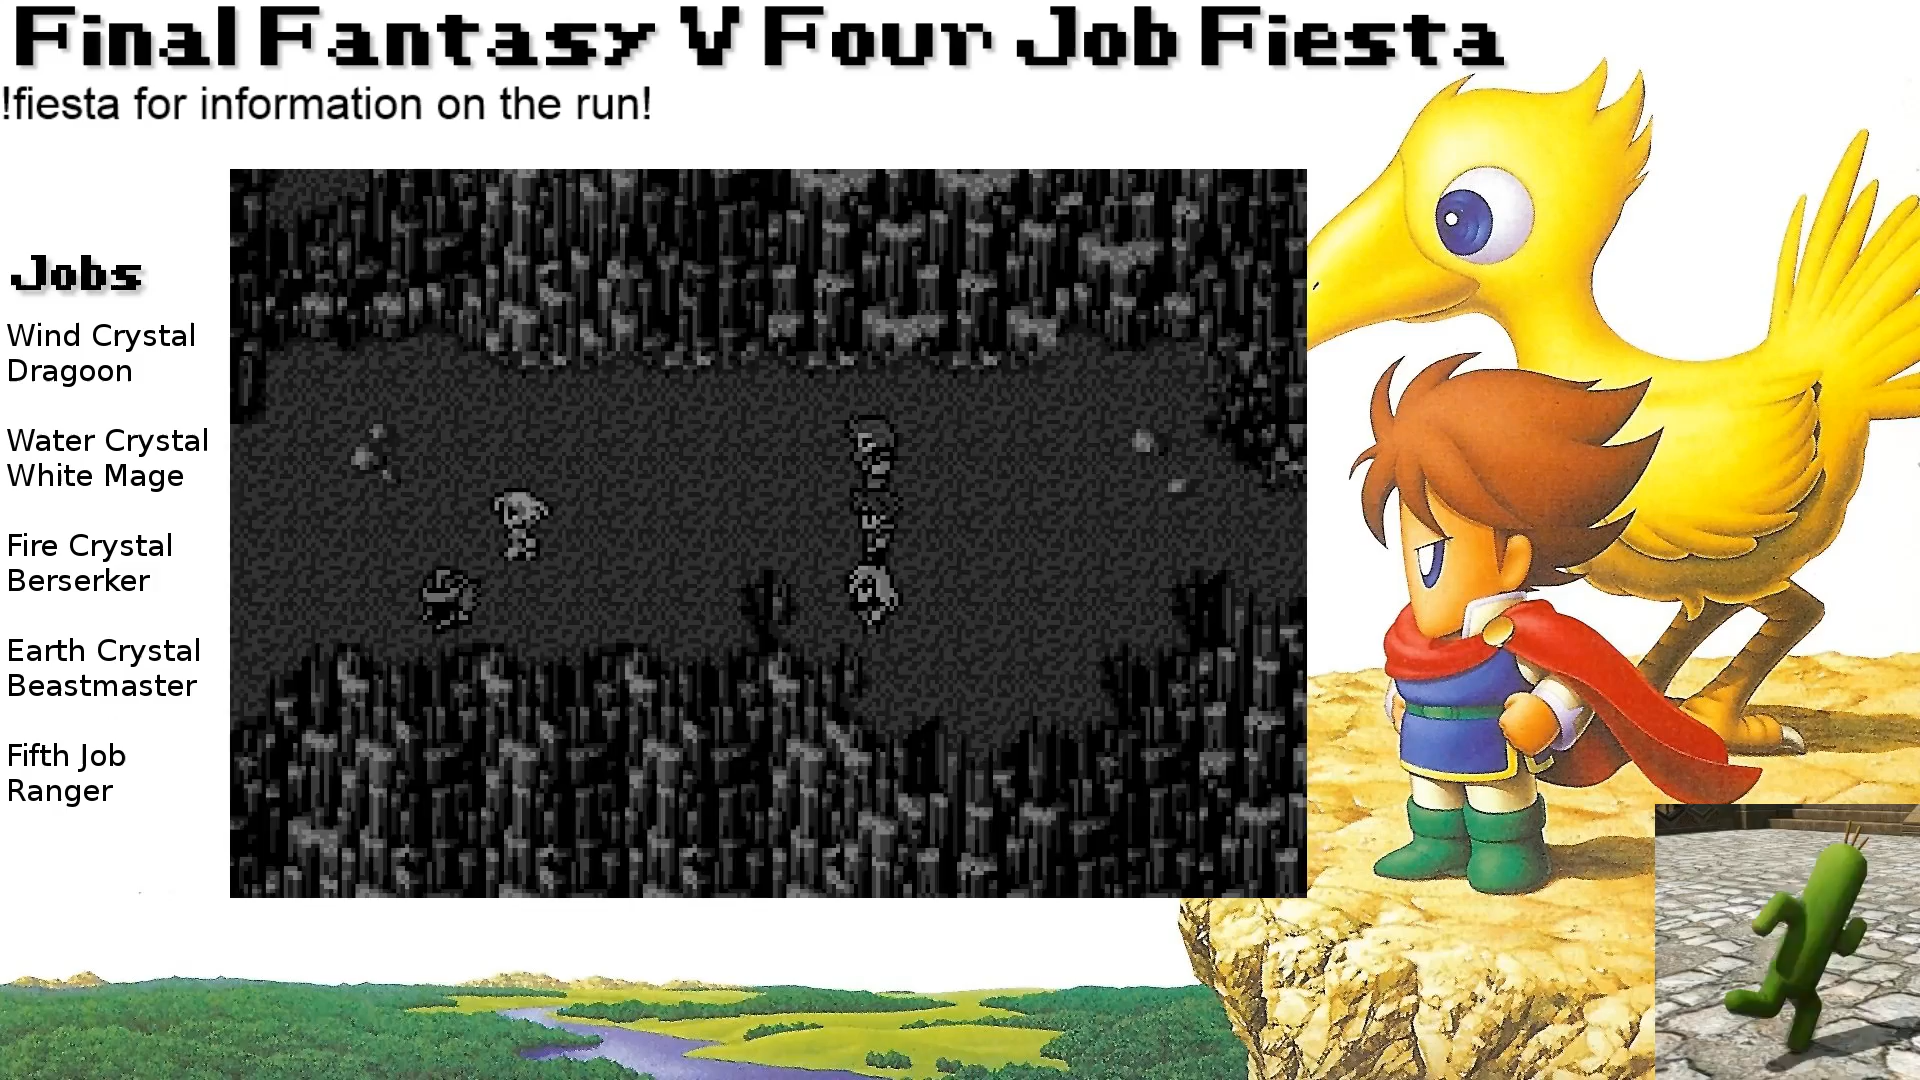 Final Fantasy V Four Job Fiesta
!fiesta for information on the run!
Jobs
Wind Crystal
Dragoon
Water Crystal
White Mage
Fire Crystal
Berserker
Earth Crystal
Beastmaster
Fifth Job
Ranger